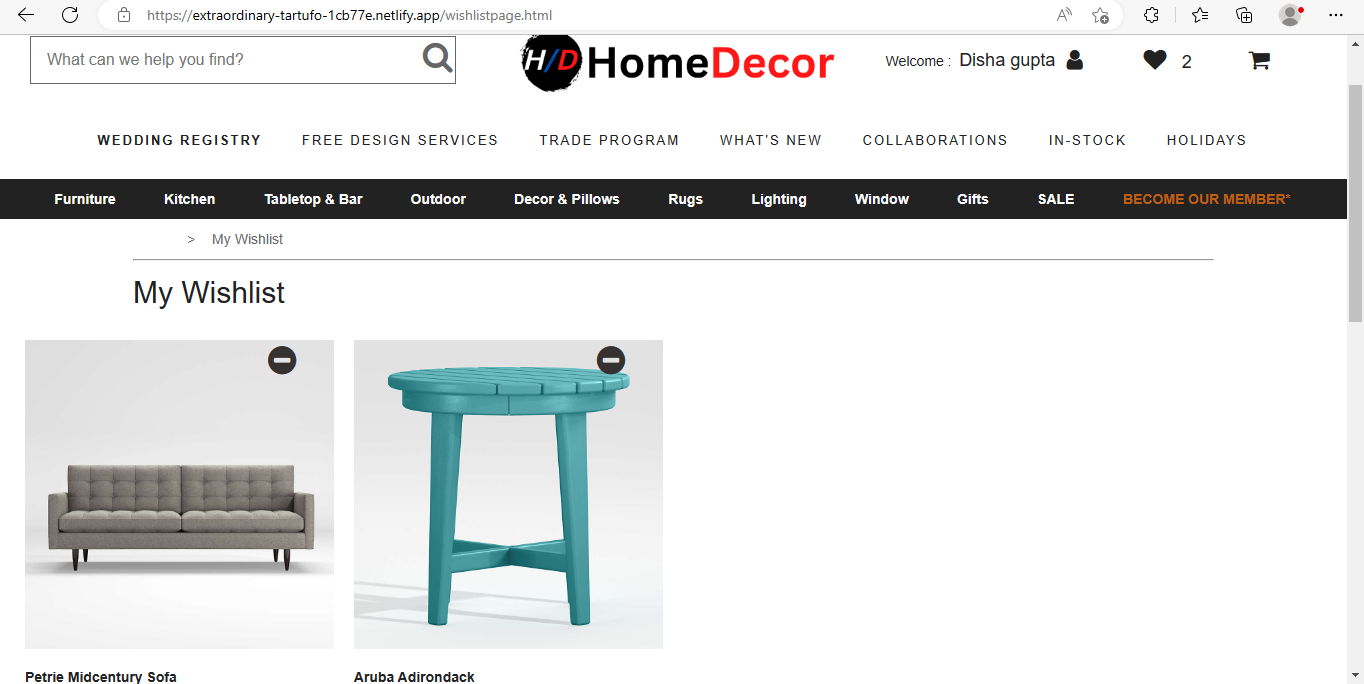 https://extraordinary-tartufo-1cb77e.netlify.app/wishlistpage.html
What can we help you find?
H/D HomeDecor
Welcome : Disha gupta
2
WEDDING REGISTRY FREE DESIGN SERVICES TRADE PROGRAM WHAT'S NEW COLLABORATIONS IN-STOCK HOLIDAYS
Furniture Kitchen Tabletop & Bar Outdoor Decor & Pillows Rugs Lighting Window Gifts SALE BECOME OUR MEMBER*
> My Wishlist
My Wishlist
Petrie Midcentury Sofa
Aruba Adirondack